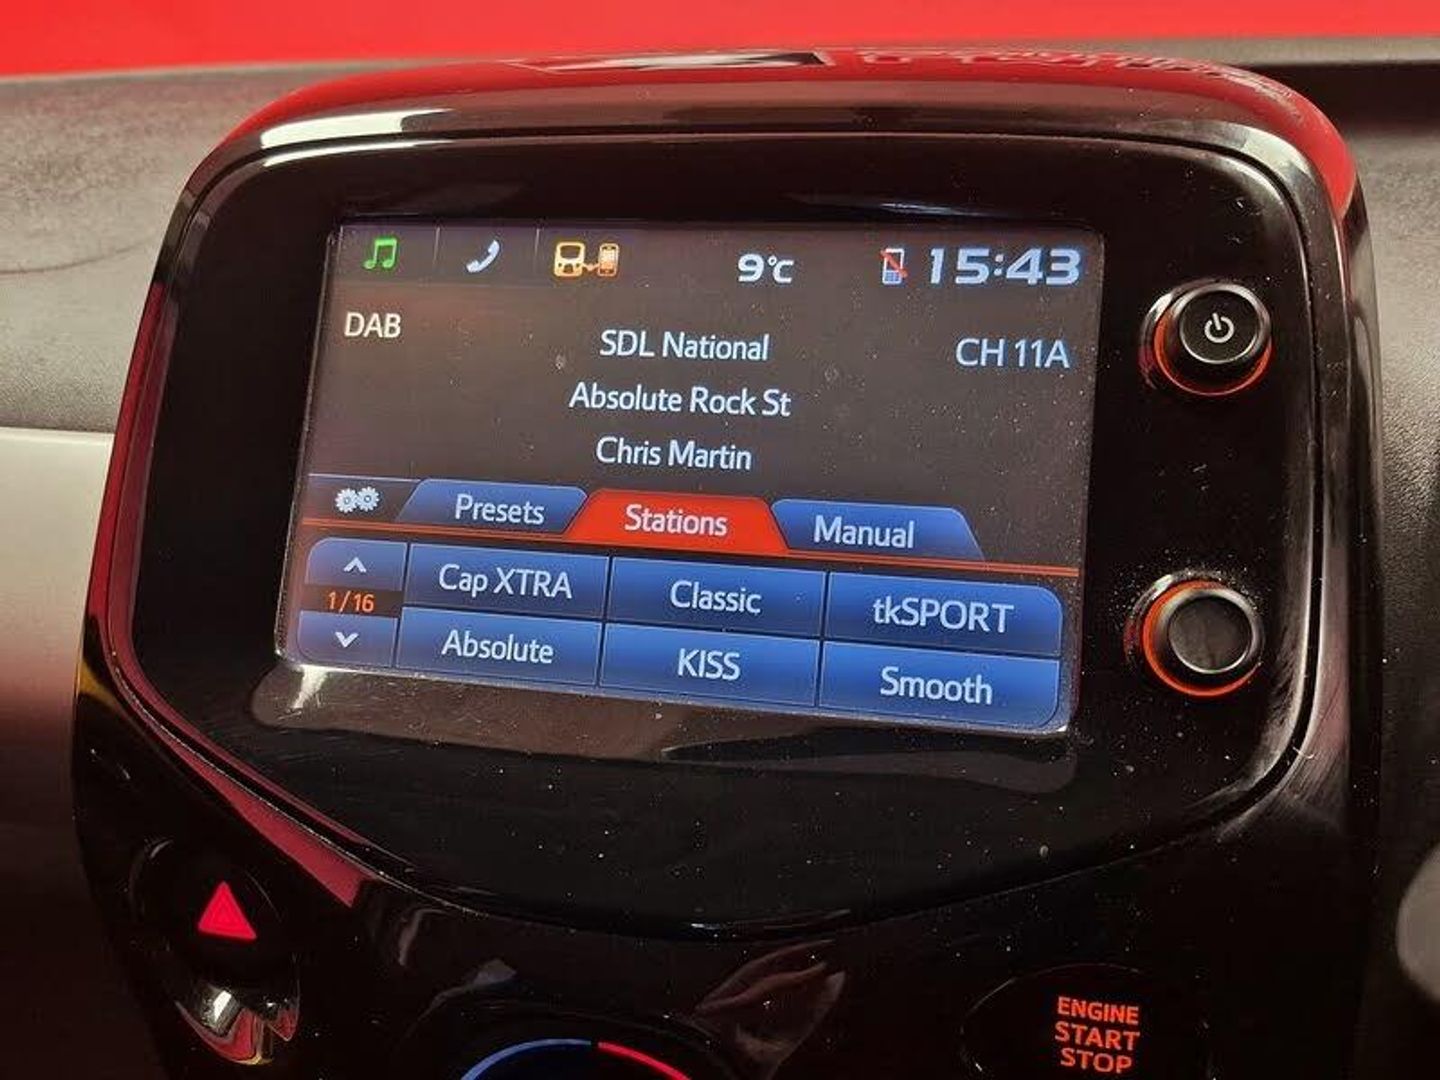 9°C
15:43
DAB
SDL National
CH 11A
Absolute Rock St
Chris Martin
Presets
Stations
Manual
1/16
Cap XTRA
Classic
tkSPORT
Absolute
KISS
Smooth
ENGINE
START
STOP